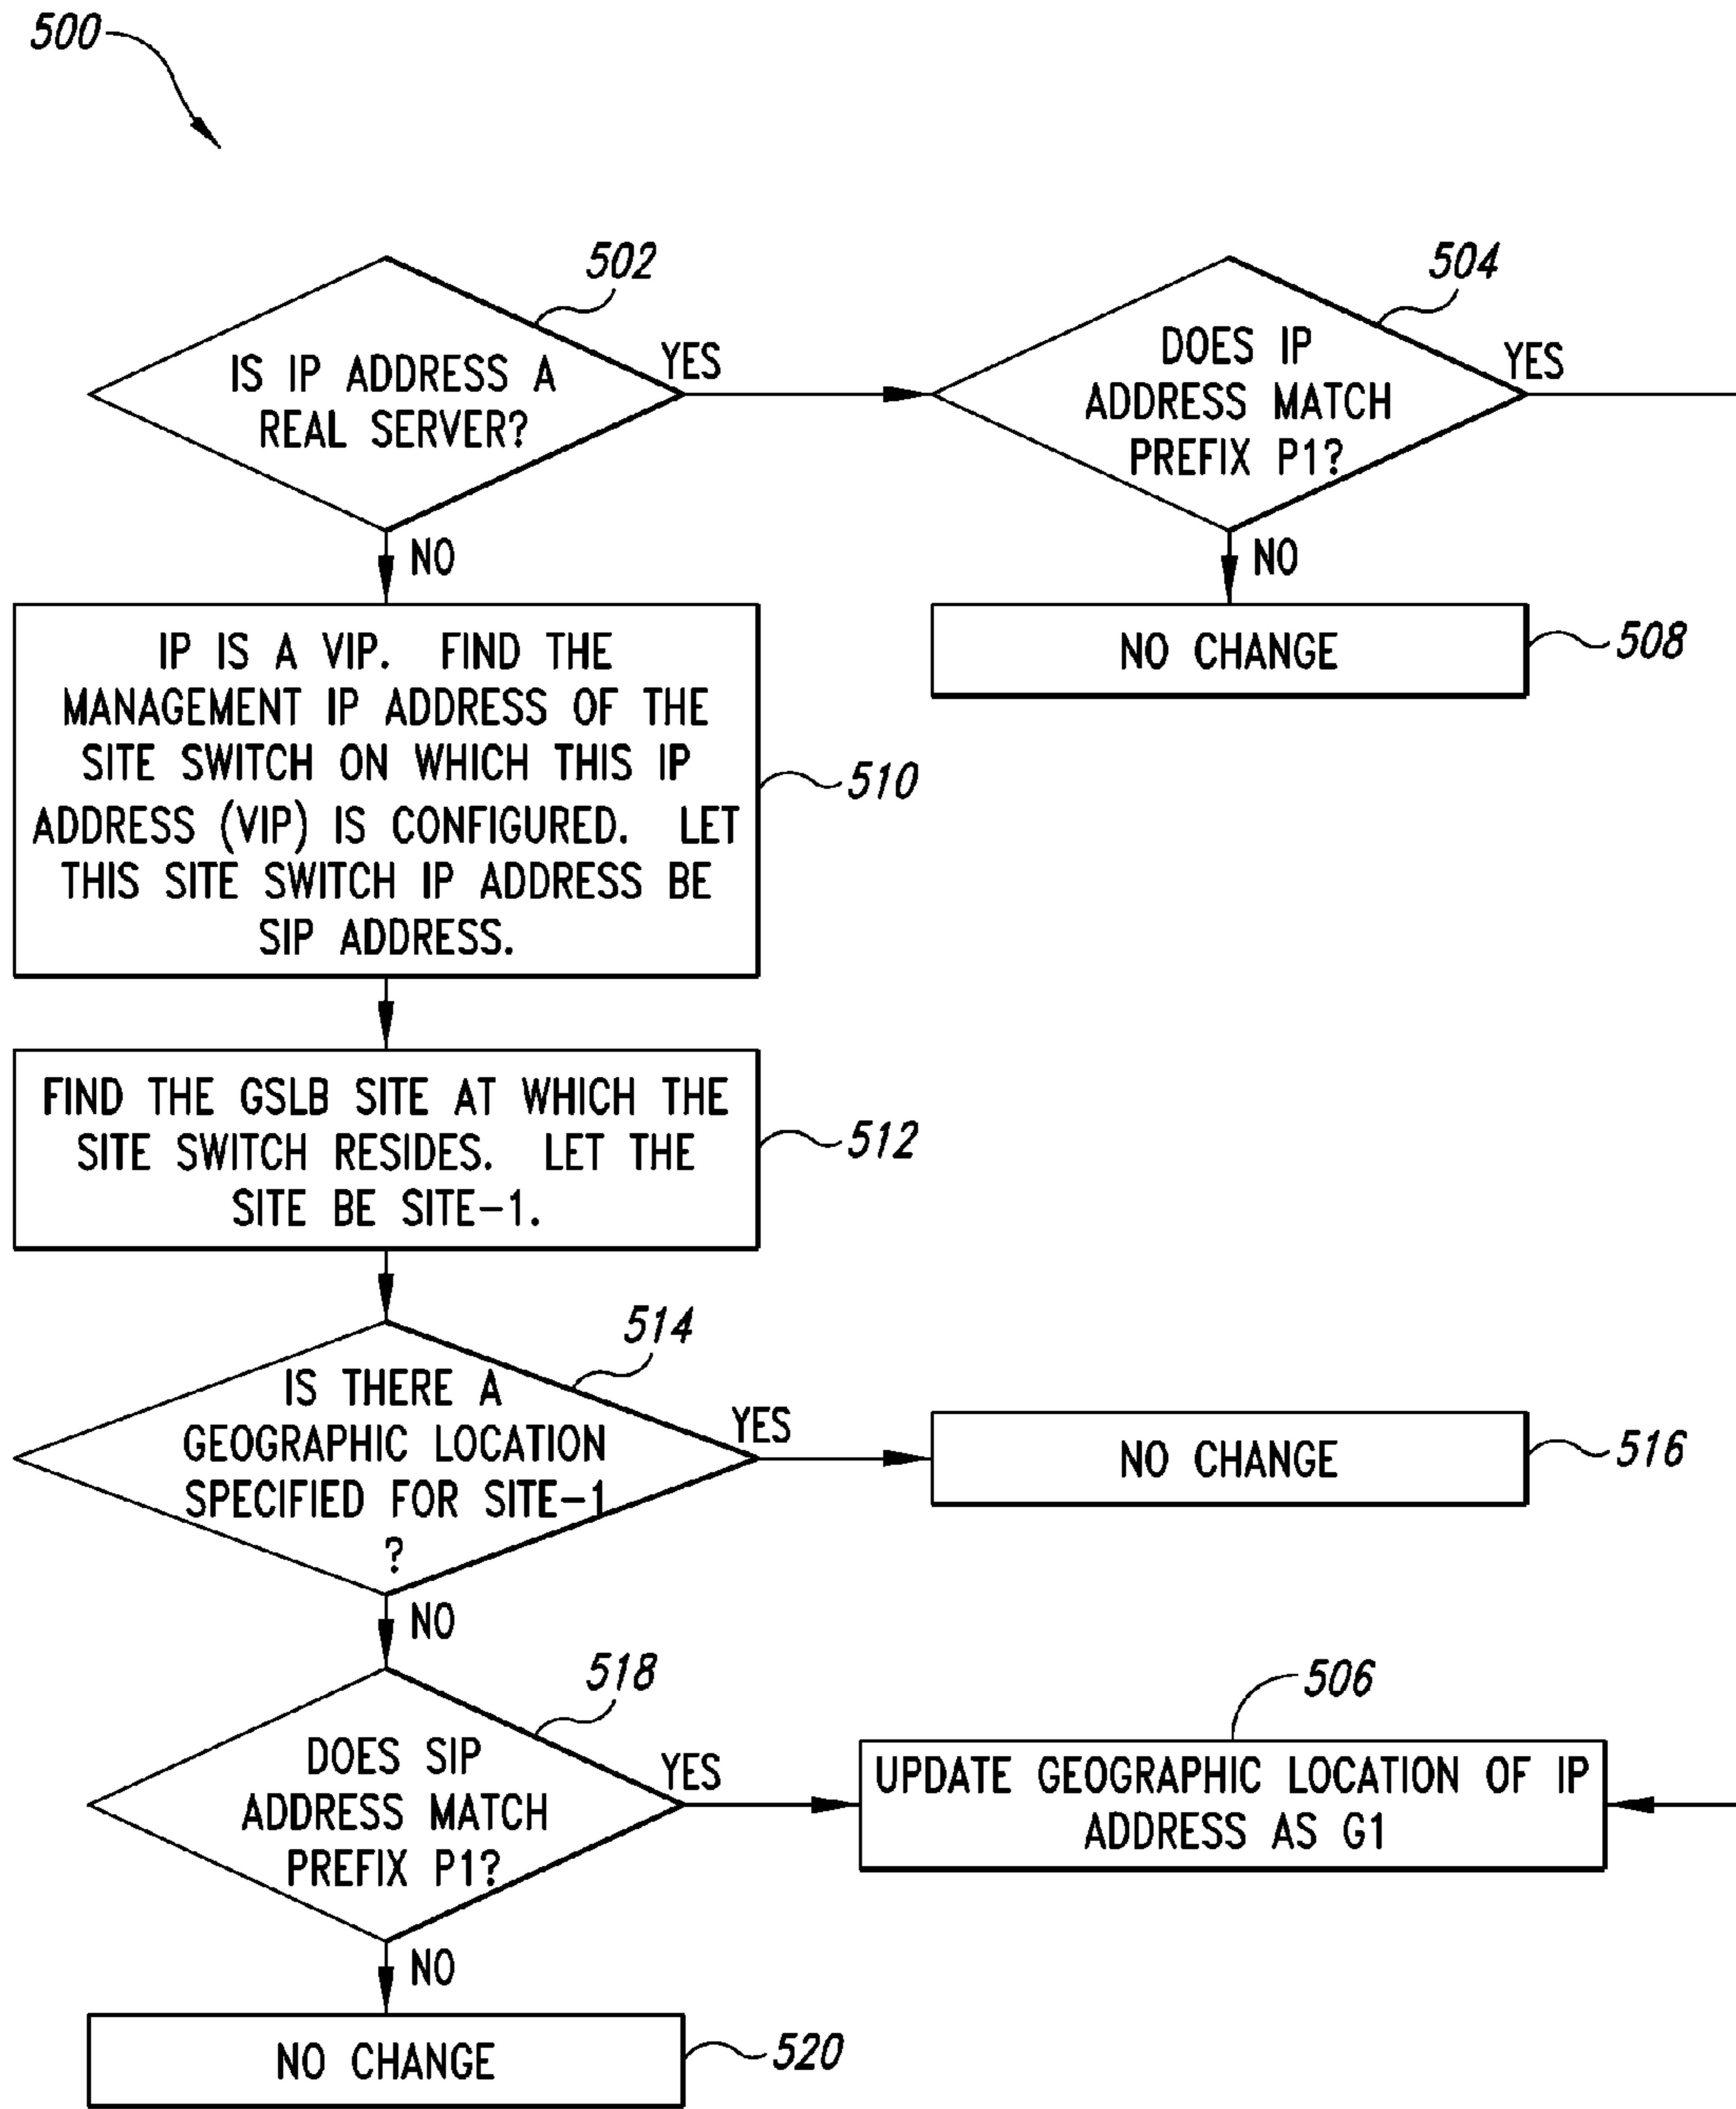 500
502
IS IP ADDRESS A
REAL SERVER?
YES
NO
504
DOES IP
ADDRESS MATCH
PREFIX P1?
YES
NO
NO CHANGE
508
IP IS A VIP. FIND THE
MANAGEMENT IP ADDRESS OF THE
SITE SWITCH ON WHICH THIS IP
ADDRESS (VIP) IS CONFIGURED. LET
THIS SITE SWITCH IP ADDRESS BE
SIP ADDRESS.
510
FIND THE GSLB SITE AT WHICH THE
SITE SWITCH RESIDES. LET THE
SITE BE SITE-1.
512
514
IS THERE A
GEOGRAPHIC LOCATION
SPECIFIED FOR SITE-1
?
YES
NO
NO CHANGE
516
518
DOES SIP
ADDRESS MATCH
PREFIX P1?
YES
NO
506
UPDATE GEOGRAPHIC LOCATION OF IP
ADDRESS AS G1
NO CHANGE
520